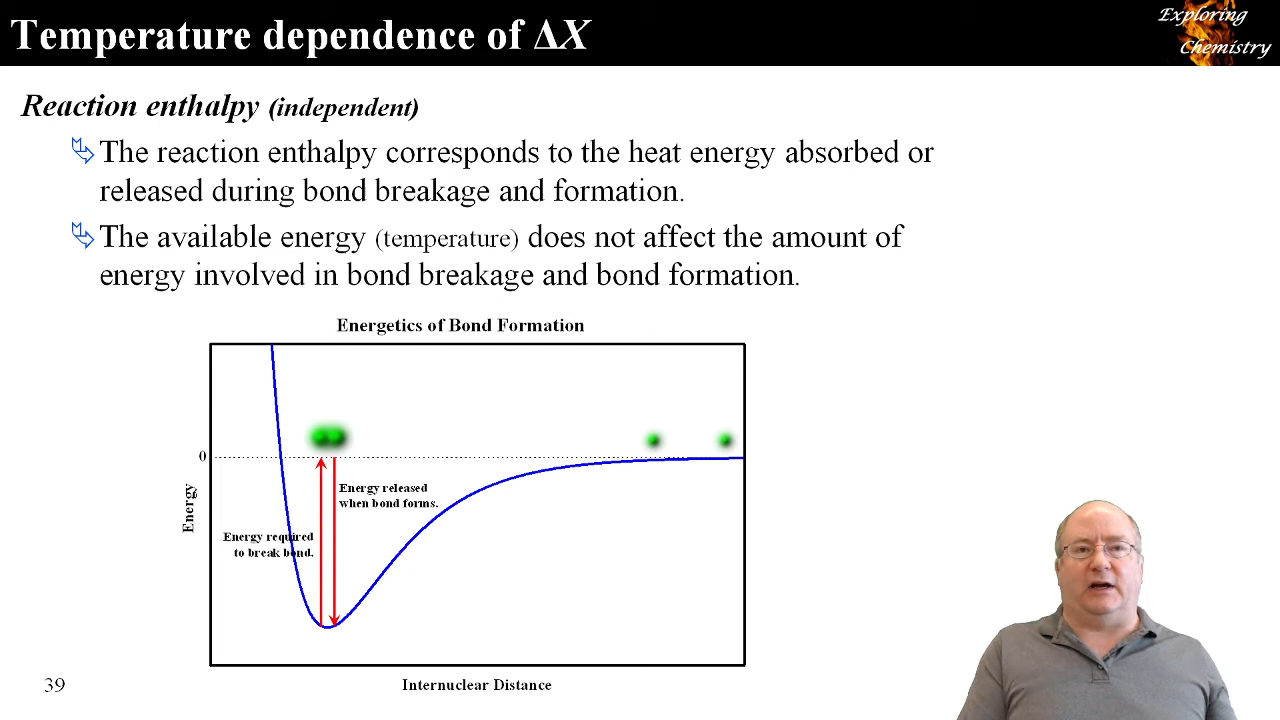 Temperature dependence of ΔX
Exploring
Chemistry
Reaction enthalpy (independent)
The reaction enthalpy corresponds to the heat energy absorbed or
released during bond breakage and formation.
The available energy (temperature) does not affect the amount of
energy involved in bond breakage and bond formation.
Energetics of Bond Formation
0
Energy
Energy released
when bond forms.
Energy required
to break bond.
Internuclear Distance
39